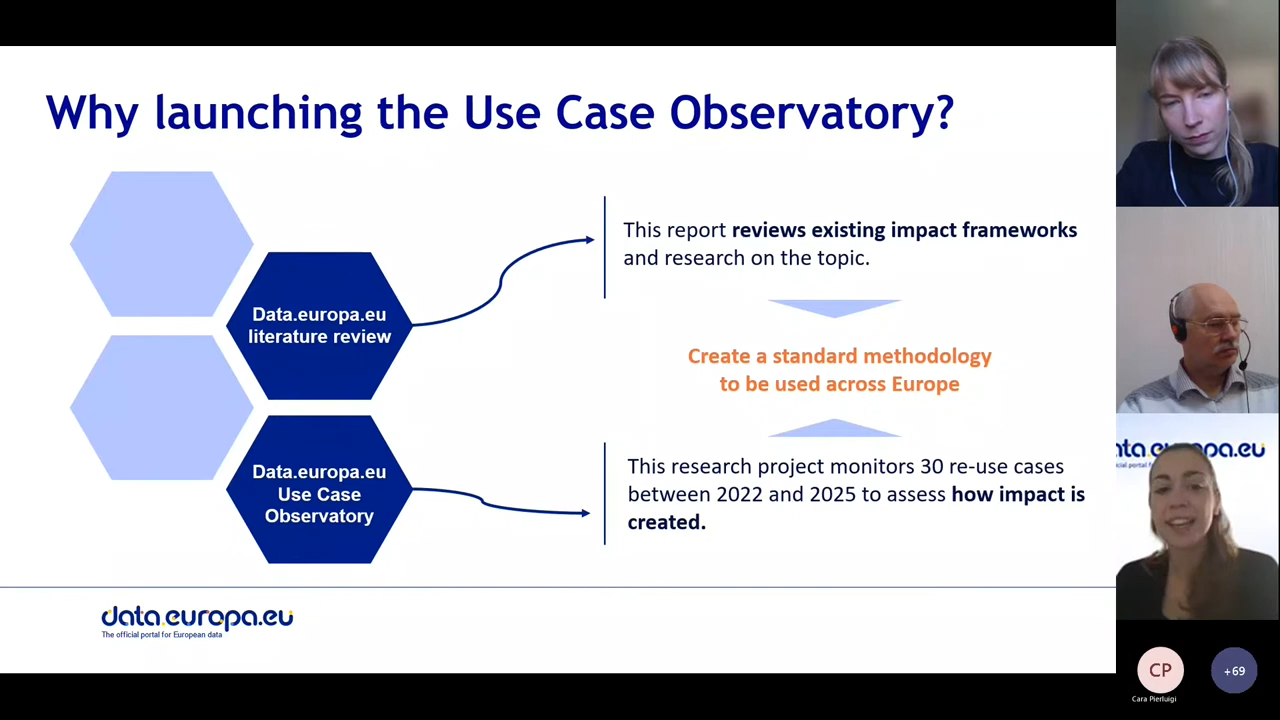 Why launching the Use Case Observatory?
Data.europa.eu
literature review
This report reviews existing impact frameworks
and research on the topic.
Create a standard methodology
to be used across Europe
Data.europa.eu
Use Case
Observatory
This research project monitors 30 re-use cases
between 2022 and 2025 to assess how impact is
created.
data.europa.eu
The official portal for European data
ata.europa.eu
CP
Cara Pierluigi
+69